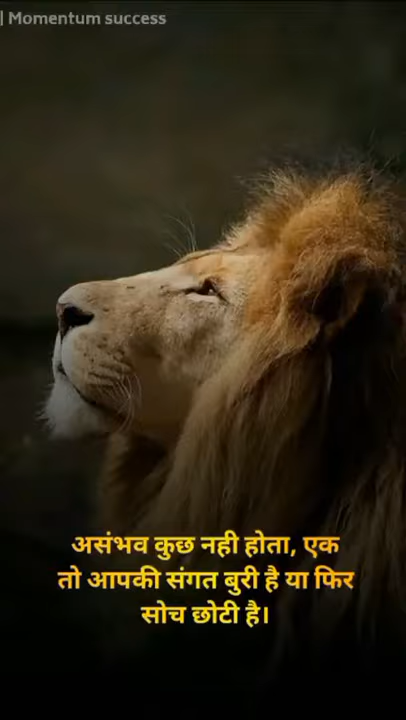 | Momentum success
असंभव कुछ नही होता, एक
तो आपकी संगत बुरी है या फिर
सोच छोटी है।